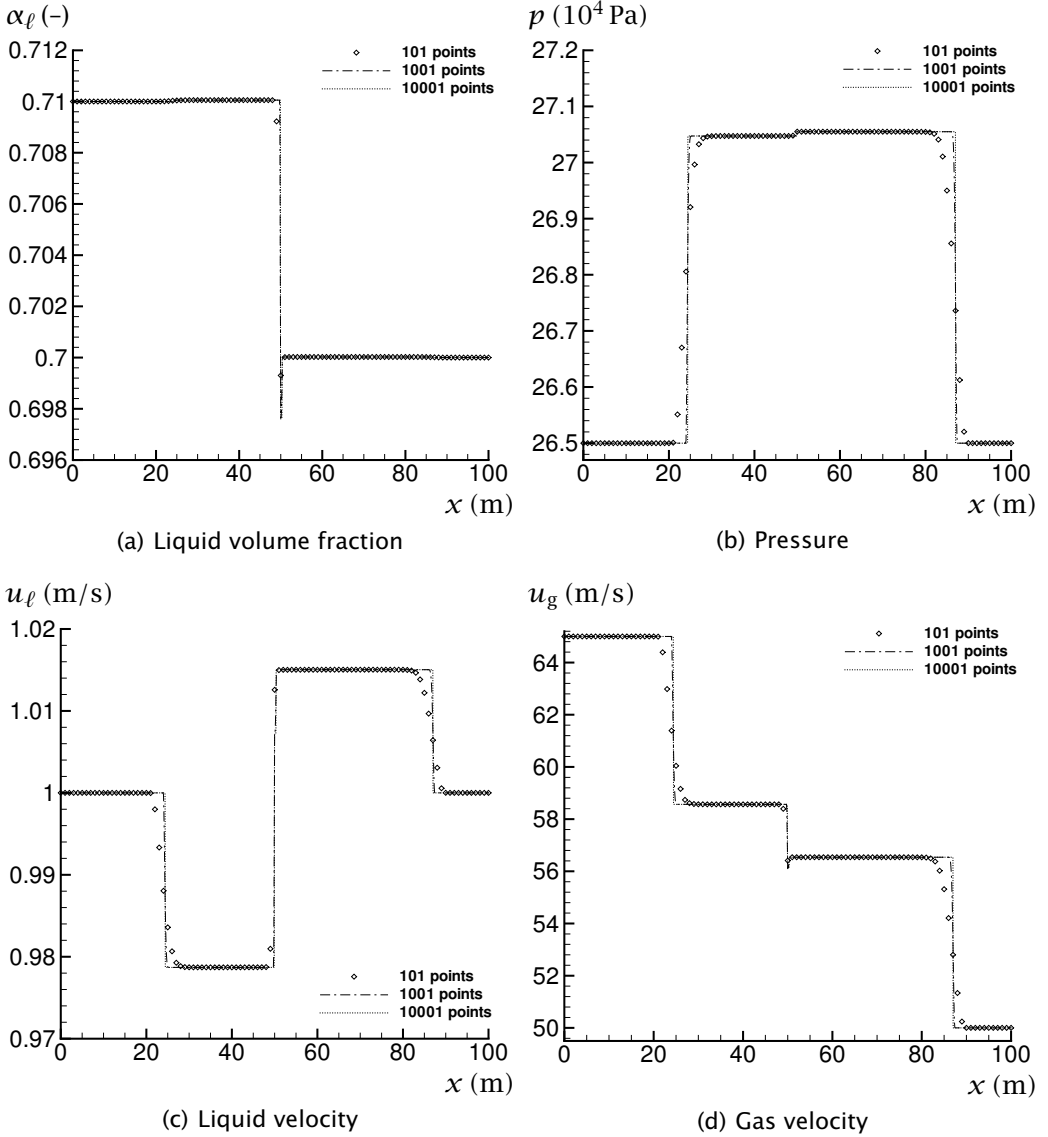 αℓ (–)
0.712
0.71
0.708
0.706
0.704
0.702
0.7
0.698
0.696
0 20 40 60 80 100
x (m)
101 points
1001 points
10001 points
(a) Liquid volume fraction
p (10⁴ Pa)
27.2
27.1
27
26.9
26.8
26.7
26.6
26.5
0 20 40 60 80 100
x (m)
101 points
1001 points
10001 points
(b) Pressure
uℓ (m/s)
1.02
1.01
1
0.99
0.98
0.97
0 20 40 60 80 100
x (m)
101 points
1001 points
10001 points
(c) Liquid velocity
ug (m/s)
64
62
60
58
56
54
52
50
0 20 40 60 80 100
x (m)
101 points
1001 points
10001 points
(d) Gas velocity